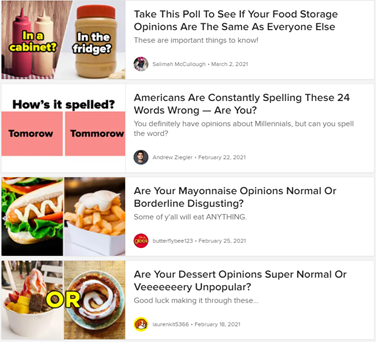 In a
cabinet?
In the
fridge?
Take This Poll To See If Your Food Storage
Opinions Are The Same As Everyone Else
These are important things to know!
Selimah McCullough • March 2, 2021
How's it spelled?
Tomorow
Tommorow
Americans Are Constantly Spelling These 24
Words Wrong — Are You?
You definitely have opinions about Millennials, but can you spell
the word?
Andrew Ziegler • February 22, 2021
Are Your Mayonnaise Opinions Normal Or
Borderline Disgusting?
Some of y'all will eat ANYTHING.
butterflybee123 • February 25, 2021
OR
Are Your Dessert Opinions Super Normal Or
Veeeeeeery Unpopular?
Good luck making it through these...
laurenkit5366 • February 18, 2021